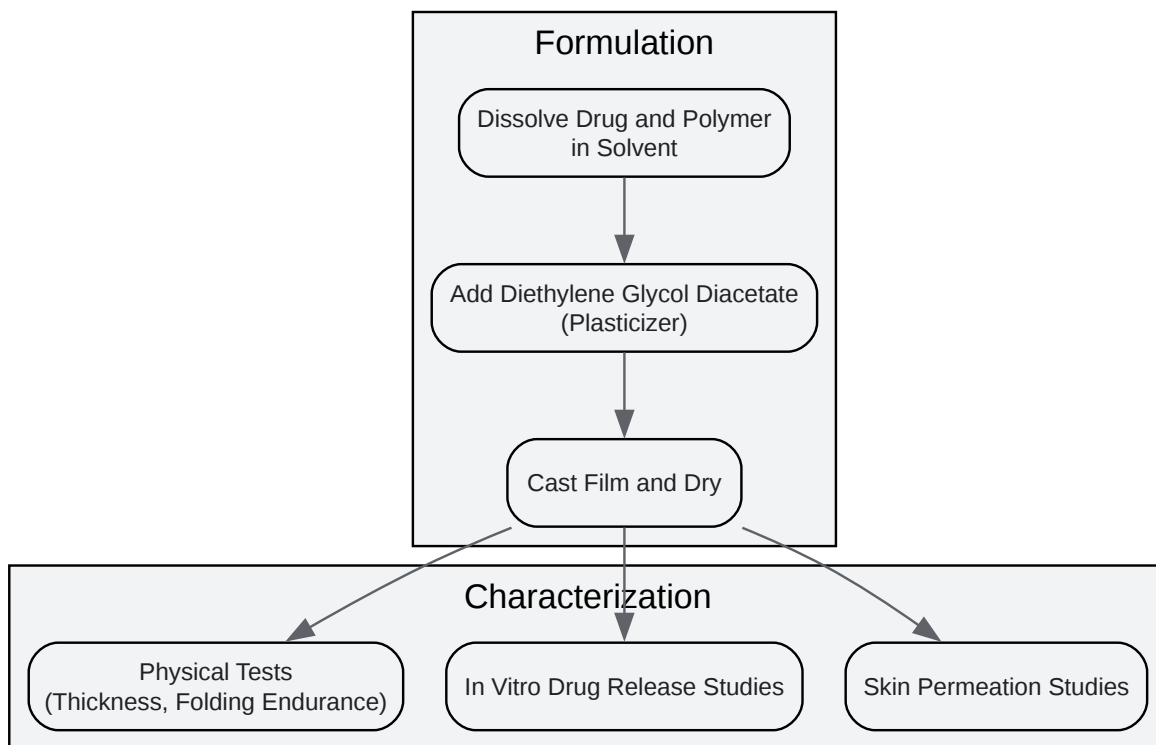 Formulation
Dissolve Drug and Polymer
in Solvent
Add Diethylene Glycol Diacetate
(Plasticizer)
Cast Film and Dry
Characterization
Physical Tests
(Thickness, Folding Endurance)
In Vitro Drug Release Studies
Skin Permeation Studies